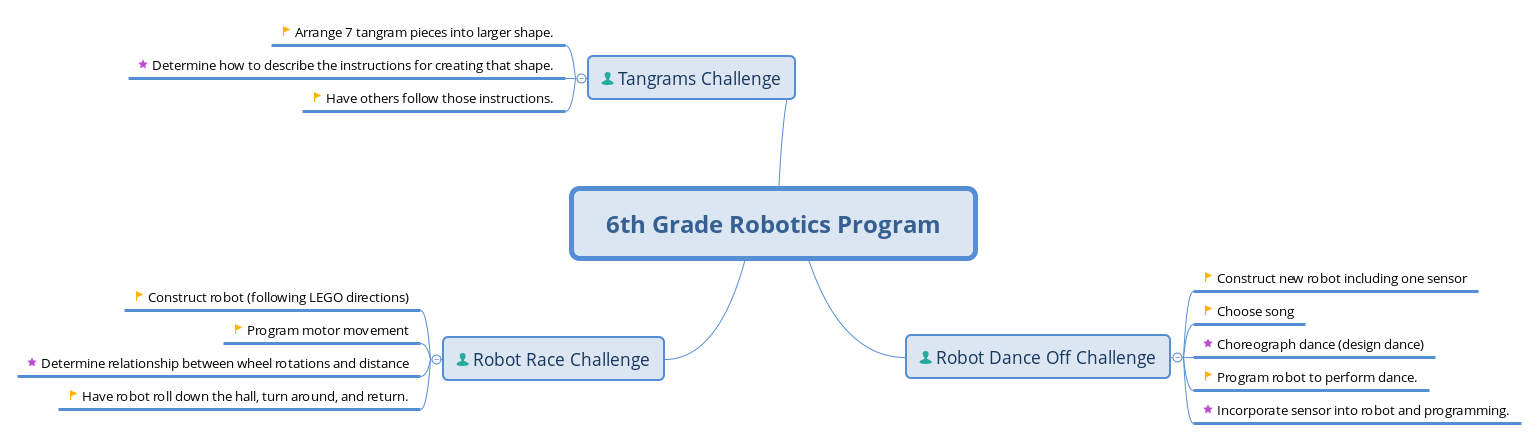 Arrange 7 tangram pieces into larger shape.
Determine how to describe the instructions for creating that shape.
Have others follow those instructions.
Tangrams Challenge
6th Grade Robotics Program
Construct robot (following LEGO directions)
Program motor movement
Determine relationship between wheel rotations and distance
Have robot roll down the hall, turn around, and return.
Robot Race Challenge
Robot Dance Off Challenge
Construct new robot including one sensor
Choose song
Choreograph dance (design dance)
Program robot to perform dance.
Incorporate sensor into robot and programming.